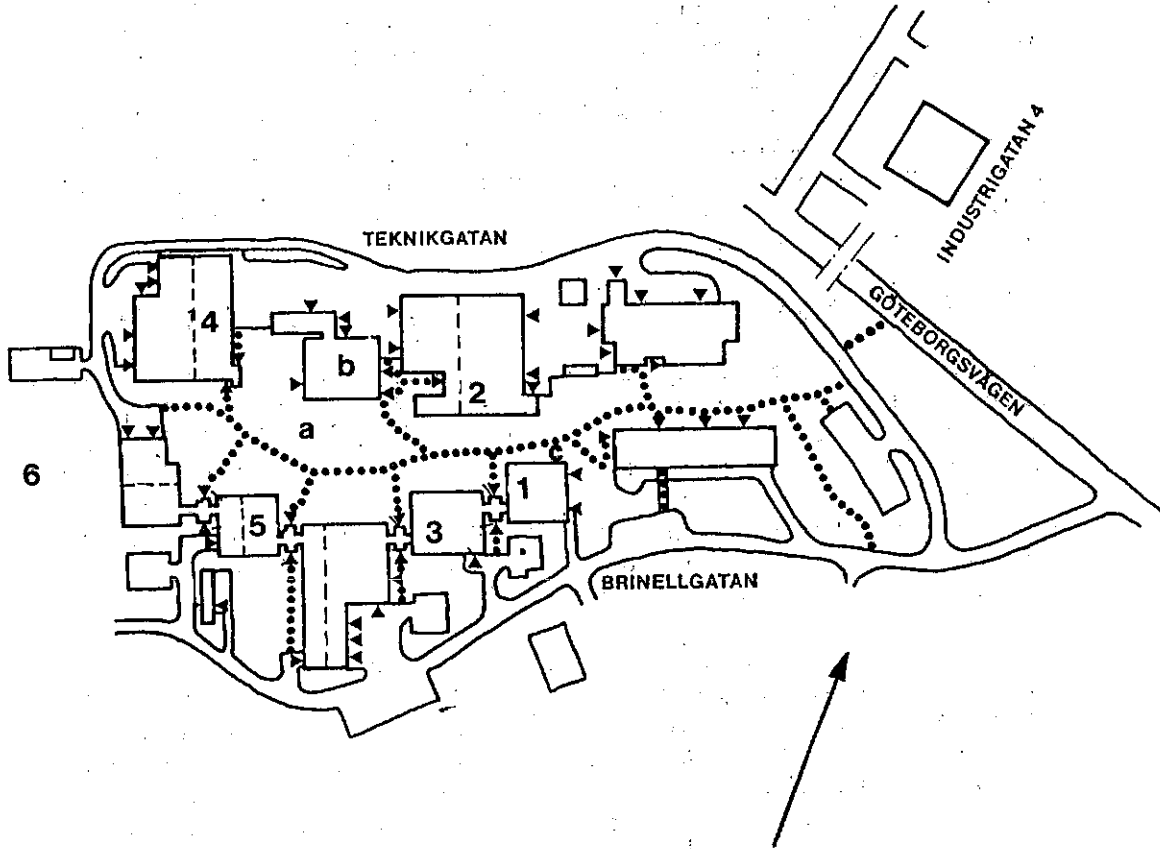 INDUSTRIGATAN 4
TEKNIKGATAN
GÖTEBORGSVÄGEN
4
b
2
a
c
6
1
5
3
BRINELLGATAN